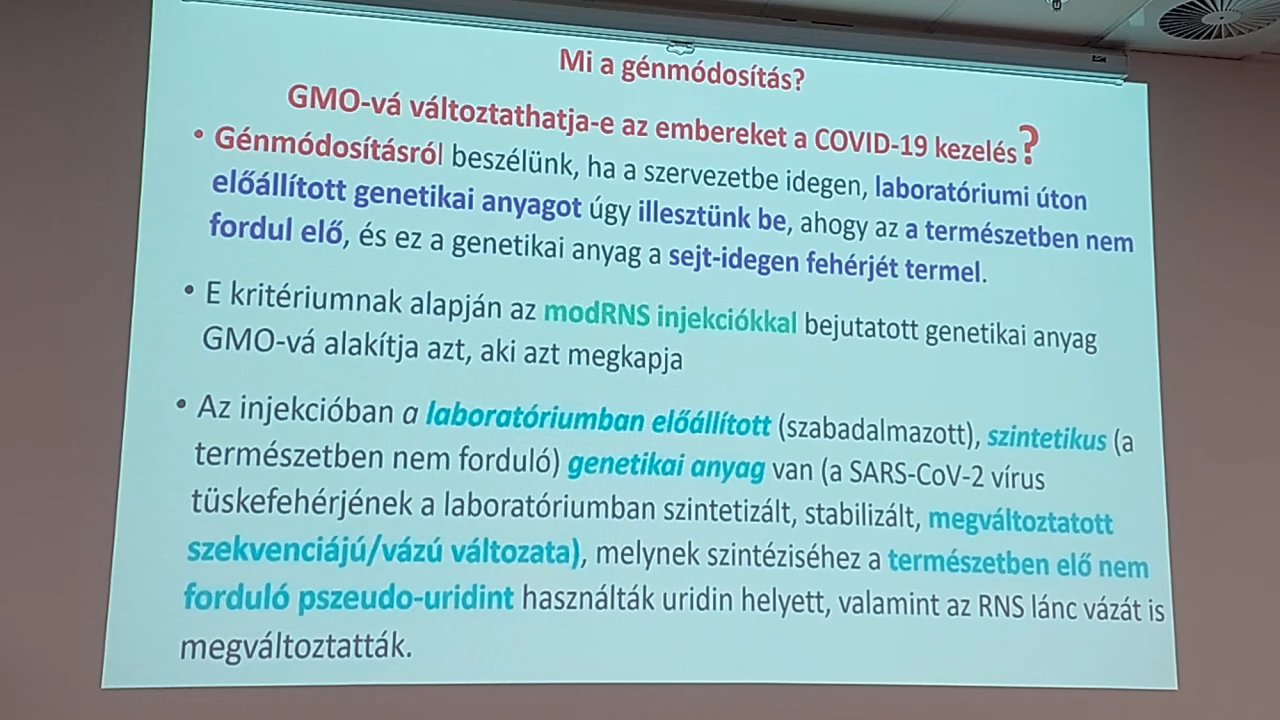 Mi a génmódosítás?
GMO-vá változtathatja-e az embereket a COVID-19 kezelés?
• Génmódosításról beszélünk, ha a szervezetbe idegen, laboratóriumi úton
előállított genetikai anyagot úgy illesztünk be, ahogy az a természetben nem
fordul elő, és ez a genetikai anyag a sejt-idegen fehérjét termel.
• E kritériumnak alapján az modRNS injekciókkal bejutatott genetikai anyag
GMO-vá alakítja azt, aki azt megkapja
• Az injekcióban a laboratóriumban előállított (szabadalmazott), szintetikus (a
természetben nem forduló) genetikai anyag van (a SARS-CoV-2 vírus
tüskefehérjének a laboratóriumban szintetizált, stabilizált, megváltoztatott
szekvenciájú/vázú változata), melynek szintéziséhez a természetben elő nem
forduló pszeudo-uridint használták uridin helyett, valamint az RNS lánc vázát is
megváltoztatták.